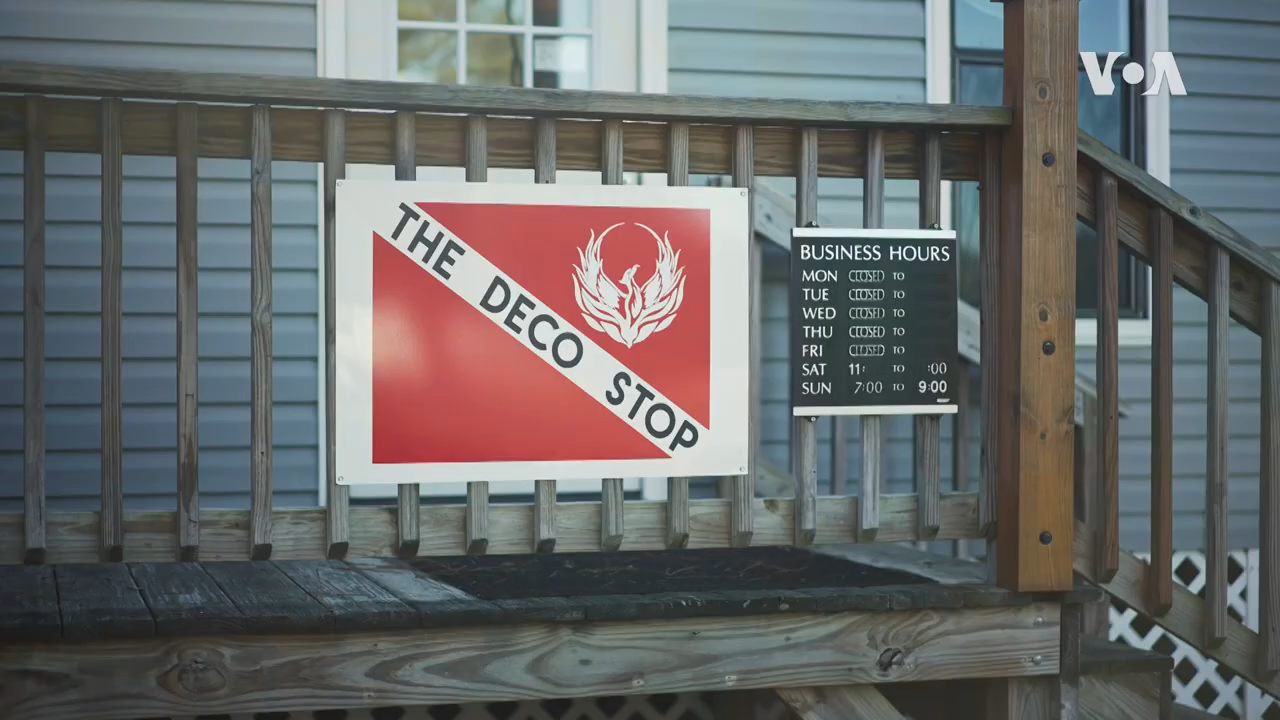 VOA
THE DECO STOP
BUSINESS HOURS
MON CLOSED TO
TUE CLOSED TO
WED CLOSED TO
THU CLOSED TO
FRI CLOSED TO
SAT 11: TO :00
SUN 7:00 TO 9:00